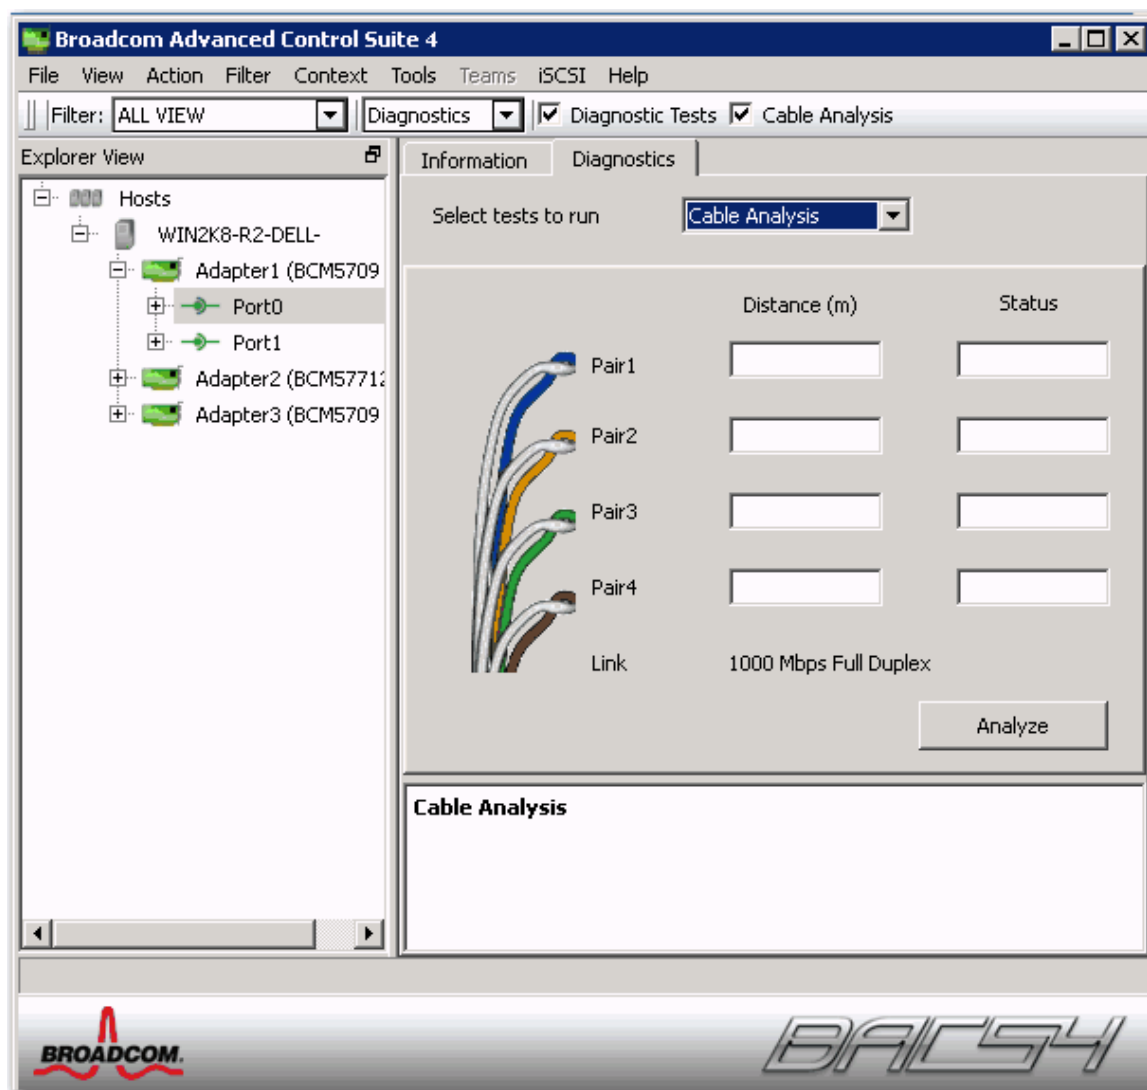 Broadcom Advanced Control Suite 4
File View Action Filter Context Tools Teams iSCSI Help
Filter: ALL VIEW Diagnostics Diagnostic Tests Cable Analysis
Explorer View
Hosts
WIN2K8-R2-DELL-
Adapter1 (BCM5709
Port0
Port1
Adapter2 (BCM57712
Adapter3 (BCM5709
Information Diagnostics
Select tests to run Cable Analysis
Distance (m) Status
Pair1
Pair2
Pair3
Pair4
Link 1000 Mbps Full Duplex
Analyze
Cable Analysis
BROADCOM.
BACS4